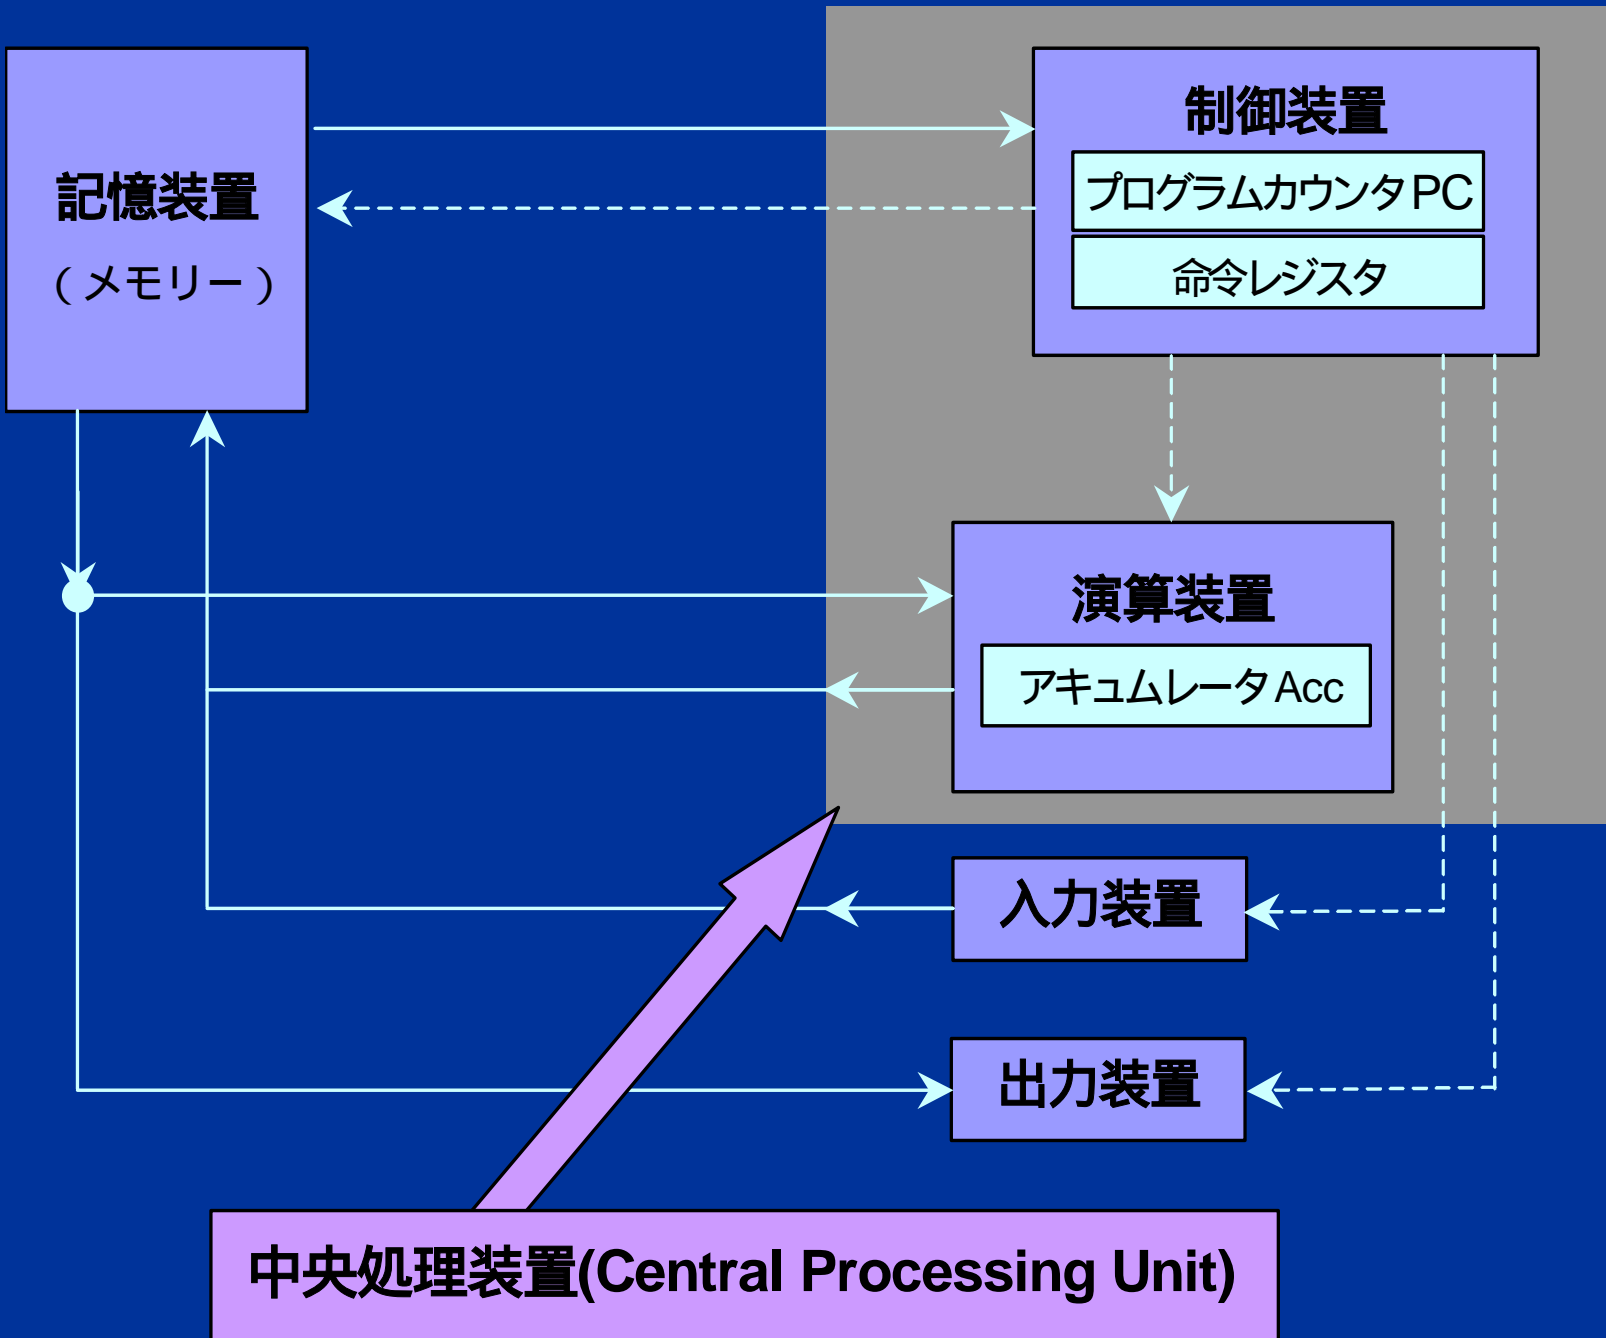 記憶装置
(メモリー)
制御装置
プログラムカウンタPC
命令レジスタ
演算装置
アキュムレータAcc
入力装置
出力装置
中央処理装置(Central Processing Unit)